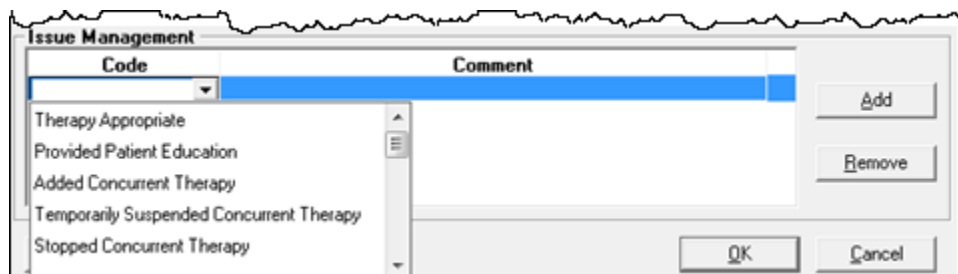 Issue Management
Code Comment
Add
Therapy Appropriate
Provided Patient Education
Remove
Added Concurrent Therapy
Temporarily Suspended Concurrent Therapy
Stopped Concurrent Therapy
OK Cancel